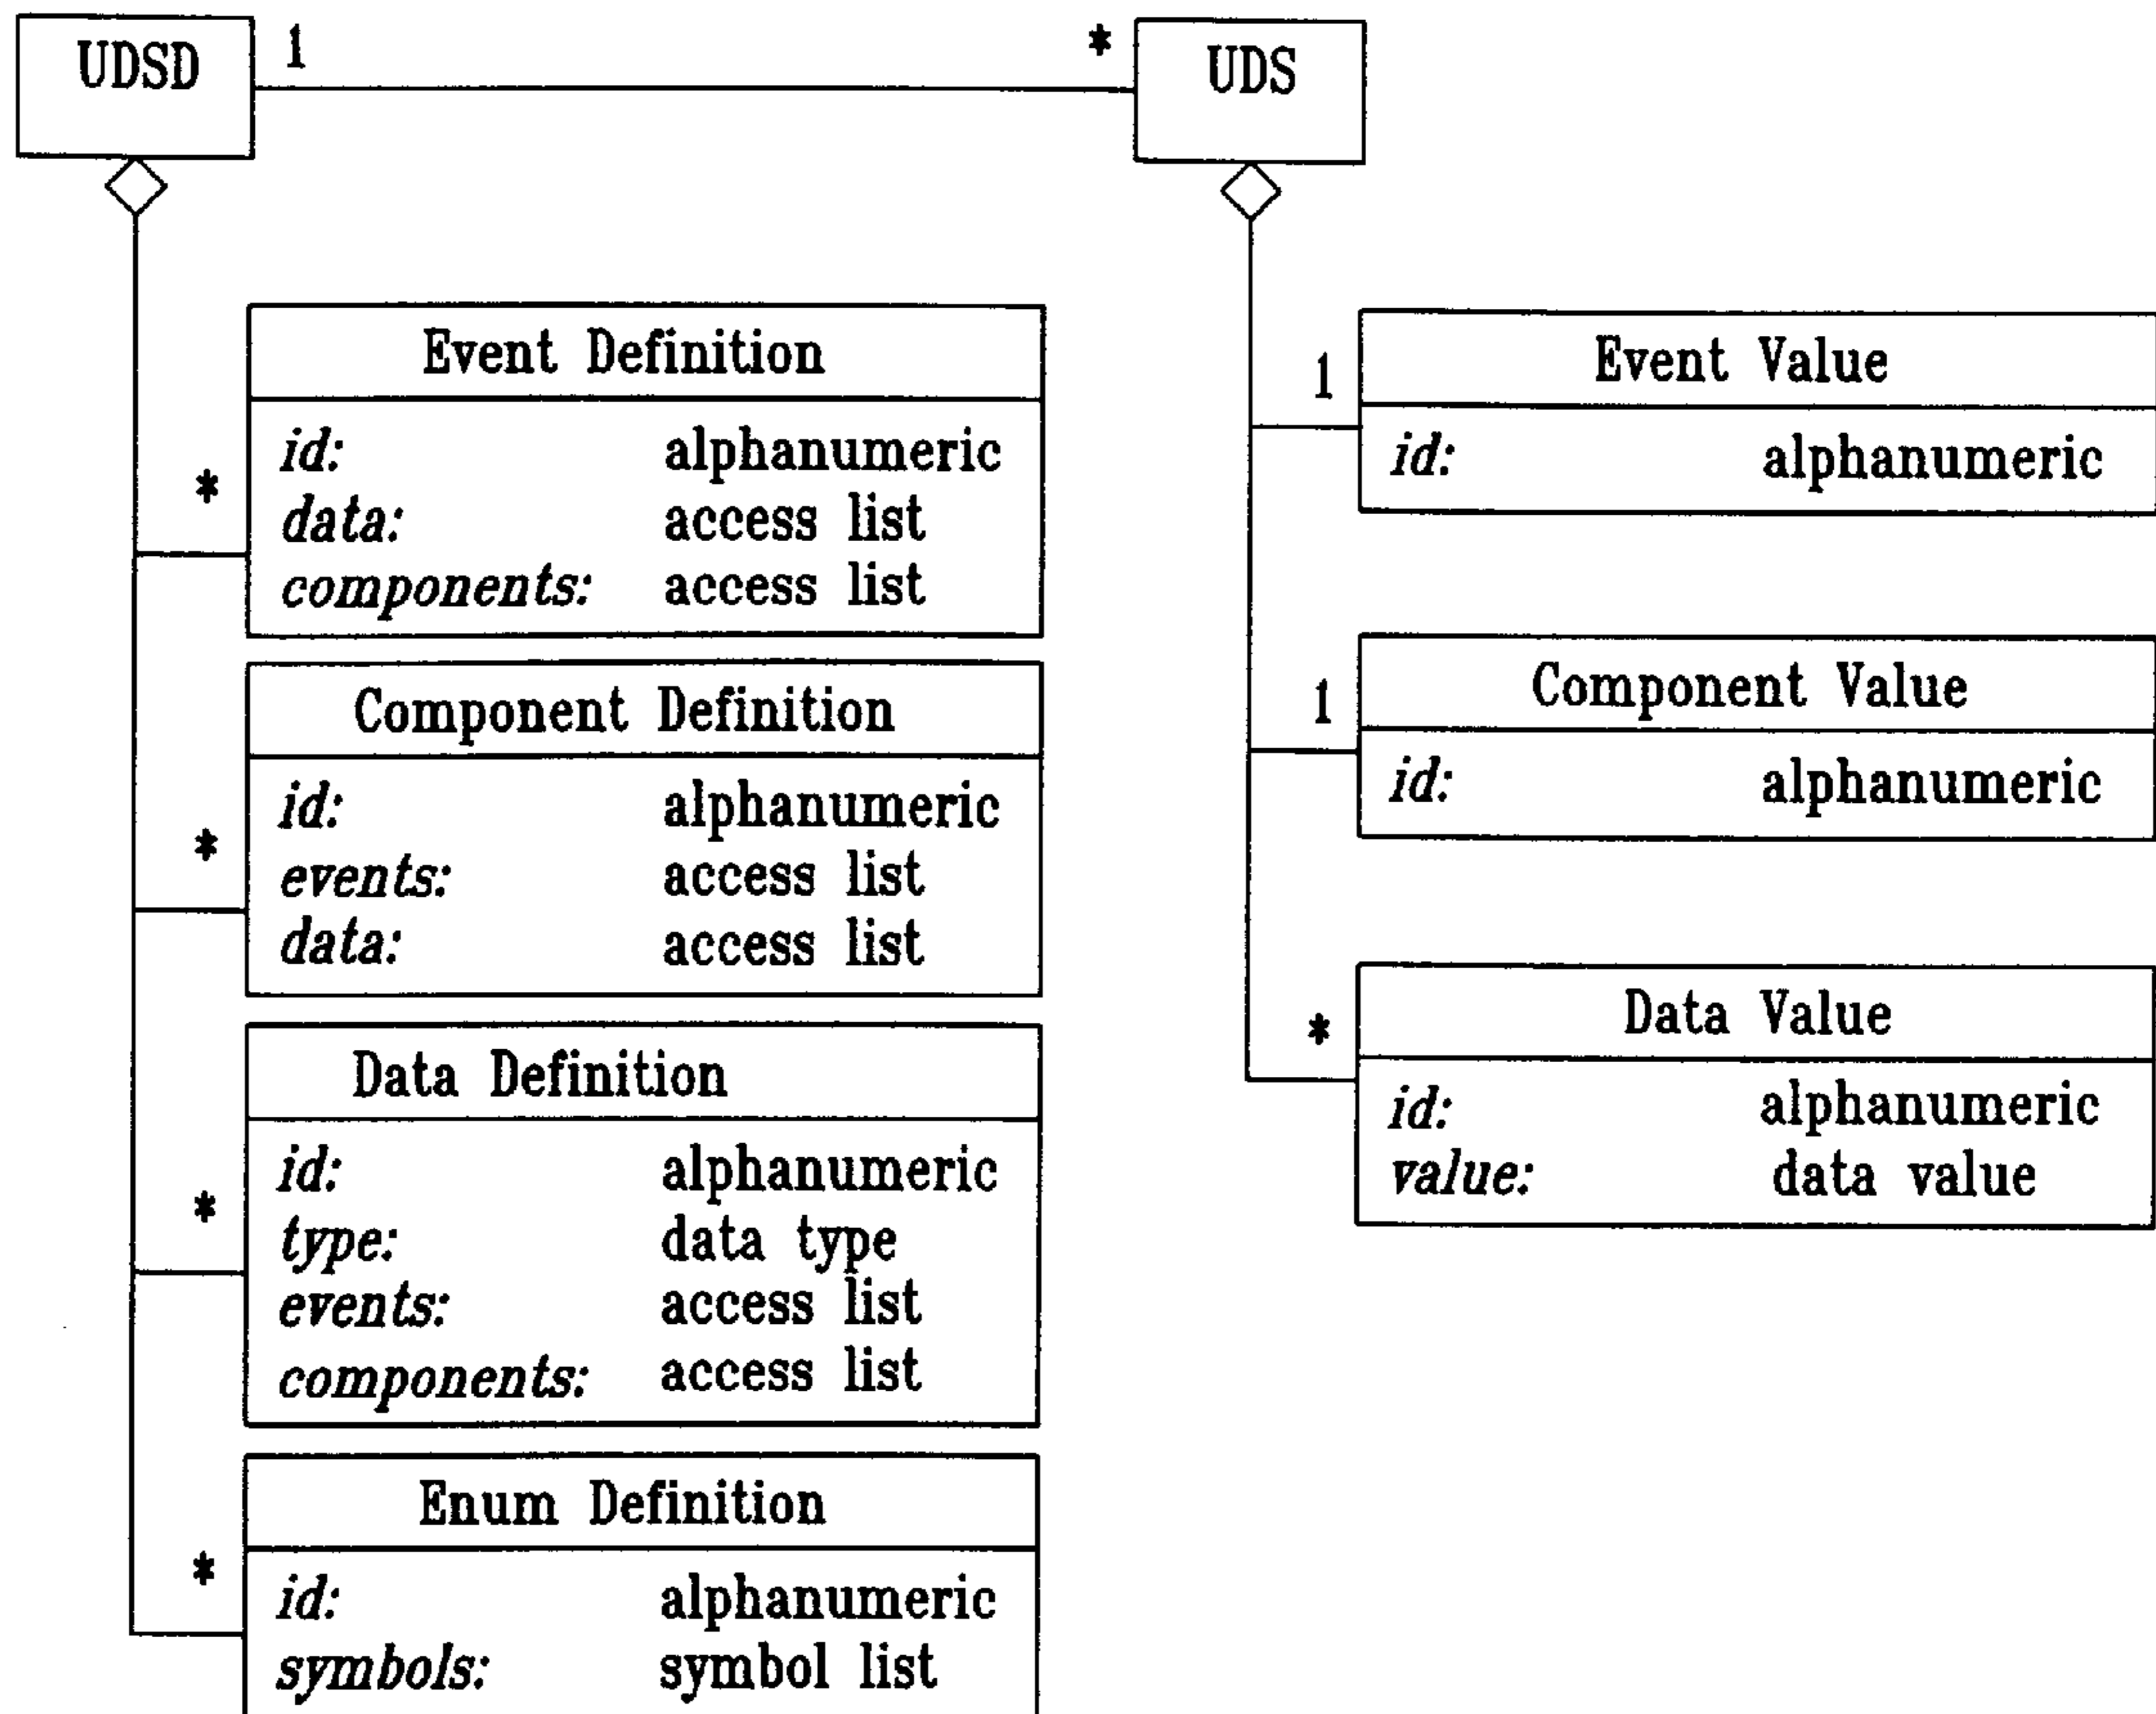 UDSD 1 * UDS
Event Definition
* id: alphanumeric
data: access list
components: access list
Component Definition
* id: alphanumeric
events: access list
data: access list
Data Definition
* id: alphanumeric
type: data type
events: access list
components: access list
Enum Definition
* id: alphanumeric
symbols: symbol list
1 Event Value
id: alphanumeric
1 Component Value
id: alphanumeric
* Data Value
id: alphanumeric
value: data value